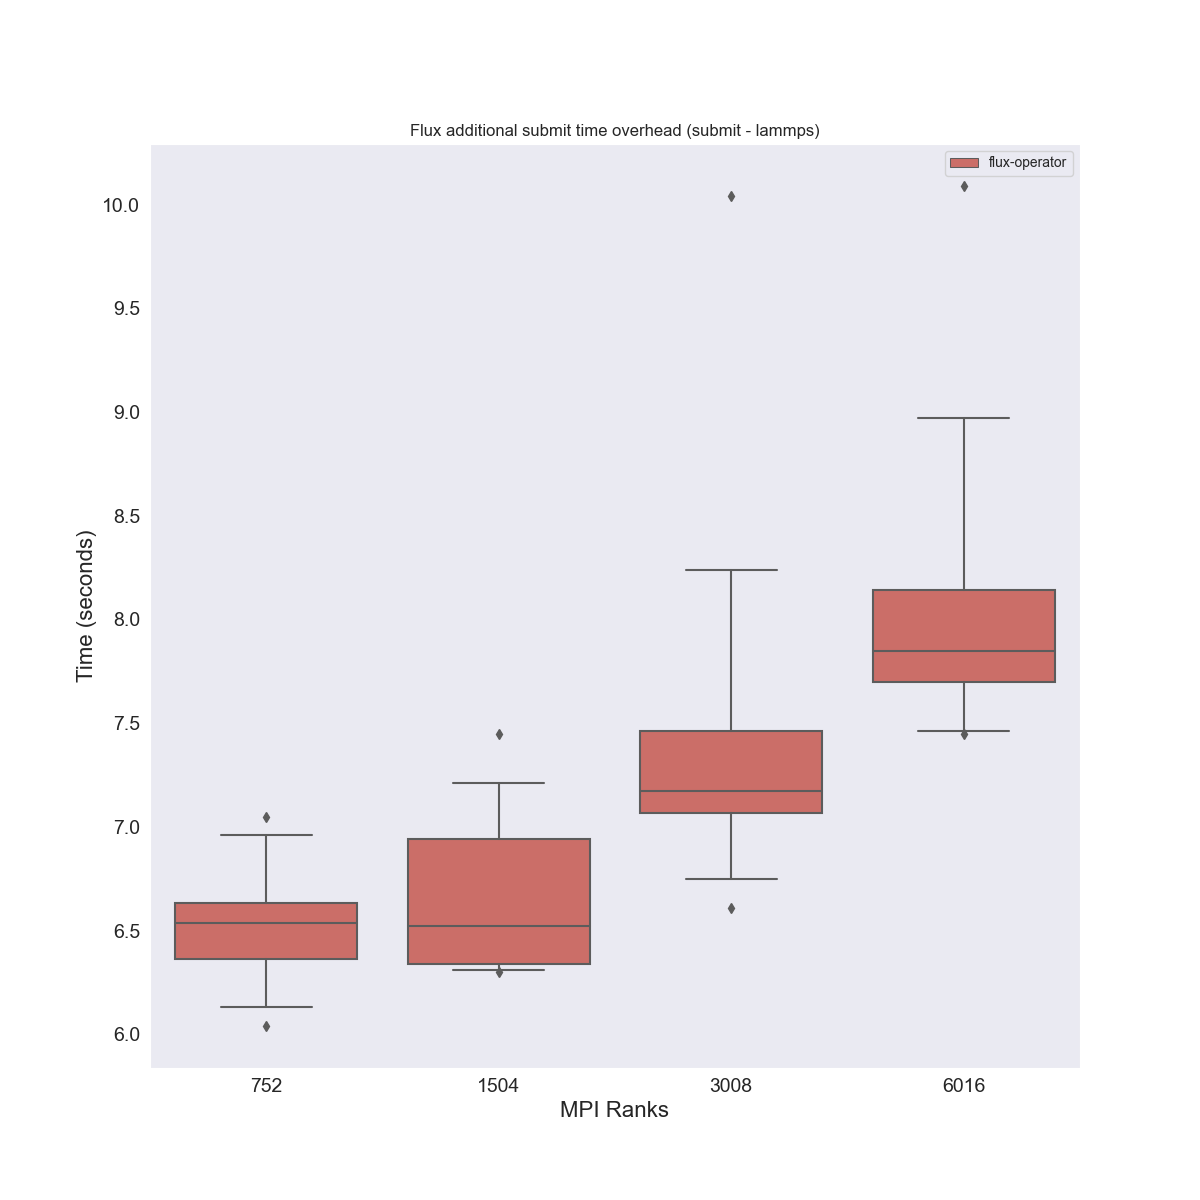 Flux additional submit time overhead (submit - lammps)
flux-operator
10.0
9.5
9.0
8.5
8.0
7.5
7.0
6.5
6.0
Time (seconds)
752 1504 3008 6016
MPI Ranks